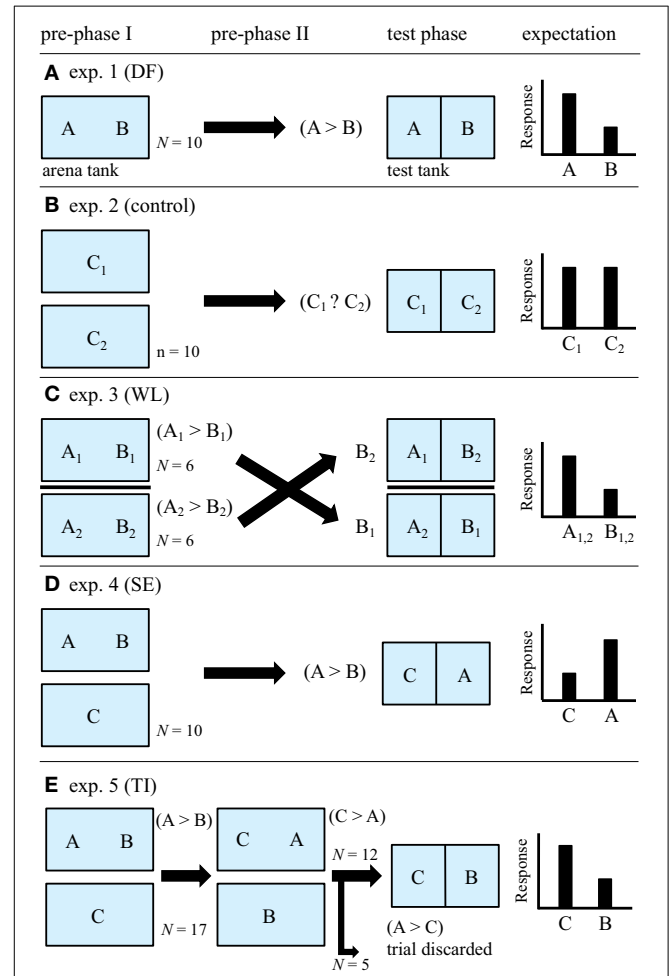 pre-phase I pre-phase II test phase expectation
A exp. 1 (DF)
A B
N = 10
arena tank
(A > B)
A B
test tank
Response
A B
B exp. 2 (control)
C₁
C₂
n = 10
(C₁ ? C₂)
C₁ C₂
Response
C₁ C₂
C exp. 3 (WL)
A₁ B₁
(A₁ > B₁)
N = 6
A₂ B₂
(A₂ > B₂)
N = 6
B₂
B₁
A₁ B₂
A₂ B₁
Response
A₁,₂ B₁,₂
D exp. 4 (SE)
A B
C
N = 10
(A > B)
C A
Response
C A
E exp. 5 (TI)
A B
C
(A > B)
N = 17
C A
B
(C > A)
N = 12
N = 5
C B
(A > C)
trial discarded
Response
C B